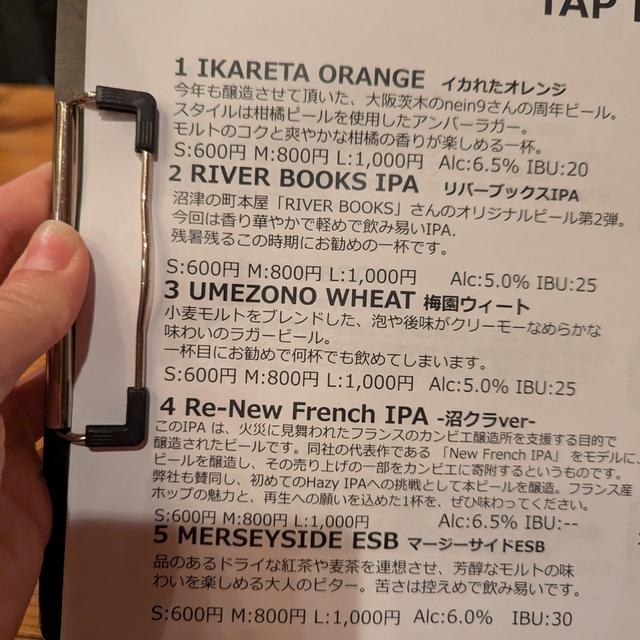 TAP
1 IKARETA ORANGE イカれたオレンジ
今年も醸造させて頂いた、大阪茨木のnein9さんの周年ビール。
スタイルは柑橘ピールを使用したアンバーラガー。
モルトのコクと爽やかな柑橘の香りが楽しめる一杯。
S:600円 M:800円 L:1,000円 Alc:6.5% IBU:20
2 RIVER BOOKS IPA リバーブックスIPA
沼津の町本屋「RIVER BOOKS」さんのオリジナルビール第2弾。
今回は香り華やかで軽めで飲み易いIPA.
残暑残るこの時期にお勧めの一杯です。
S:600円 M:800円 L:1,000円 Alc:5.0% IBU:25
3 UMEZONO WHEAT 梅園ウィート
小麦モルトをブレンドした、泡や後味がクリーモーなめらかな
味わいのラガービール。
一杯目にお勧めで何杯でも飲めてしまいます。
S:600円 M:800円 L:1,000円 Alc:5.0% IBU:25
4 Re-New French IPA -沼クラver-
このIPA は、火災に見舞われたフランスのカンビエ醸造所を支援する目的で
醸造されたビールです。同社の代表作である 「New French IPA」 をモデルに、
ビールを醸造し、その売り上げの一部をカンビエに寄附するというものです。
弊社も賛同し、初めてのHazy IPAへの挑戦として本ビールを醸造。フランス産
ホップの魅力と、再生への願いを込めた1杯を、ぜひ味わってください。
S:600円 M:800円 L:1,000円 Alc:6.5% IBU:--
5 MERSEYSIDE ESB マージーサイドESB
品のあるドライな紅茶や麦茶を連想させ、芳醇なモルトの味
わいを楽しめる大人のビター。苦さは控えめで飲み易いです。
S:600円 M:800円 L:1,000円 Alc:6.0% IBU:30